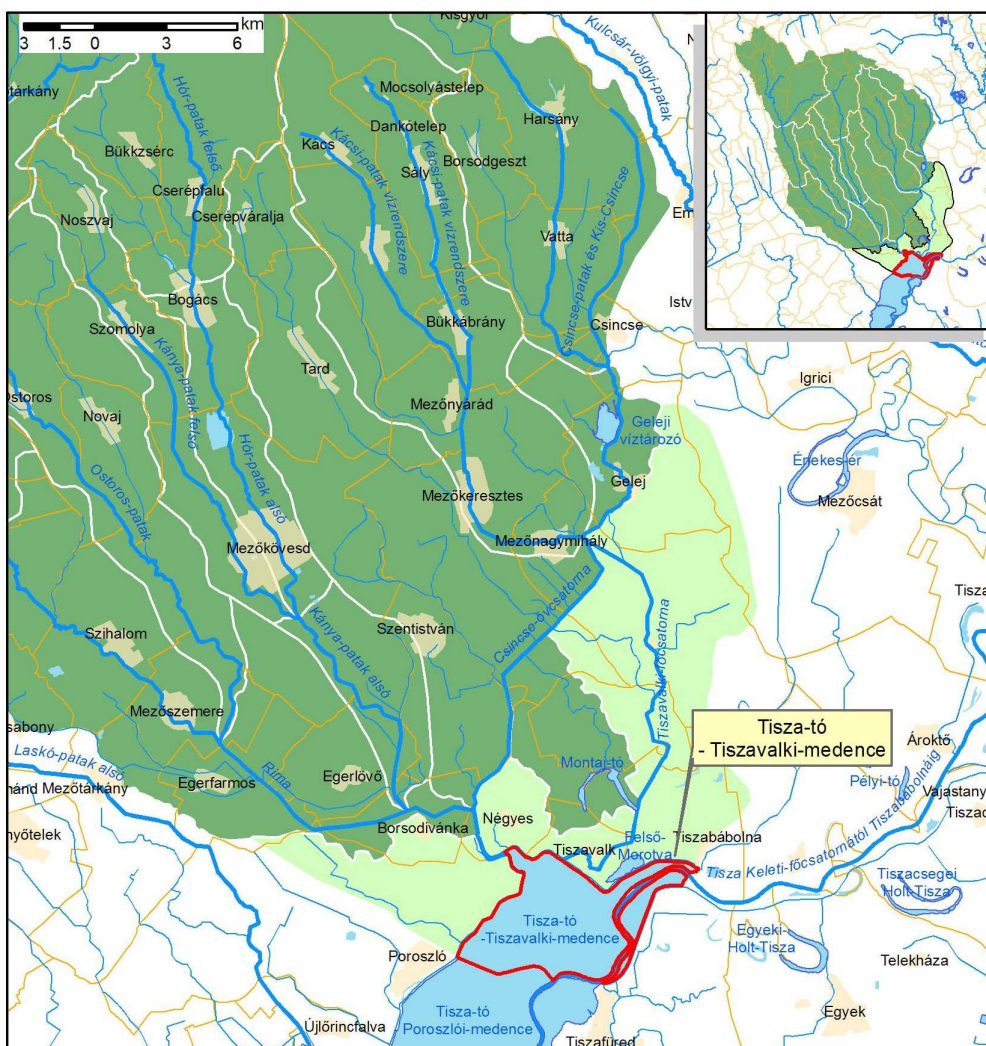 3 1.5 0 3 6
km
Kisgyőr
Kulcsár-völgyi-patak
Hór-patak felső
Mocsolyástelep
Dankótelep
Harsány
Bükkzsérc
Kács
Kácsi-patak vízrendszere
Kácsi-patak vízrendszere
Borsodgeszt
Sály
Cserépfalu
Noszvaj
Cserépváralja
Vatta
Csincse-patak és Kis-Csincse
Bogács
Szomolya
Bükkábrány
Csincse
Kánya-patak felső
Tard
Igrici
Novaj
Mezőnyárád
Geleji
víztározó
Hór-patak alsó
Énekes-ér
Ostoros-patak
Mezőkeresztes
Gelej
Mezőcsát
Mezőkövesd
Mezőnagymihály
Szihalom
Szentistván
Csincse-övcsatorna
Tiszavalki-főcsatorna
Kánya-patak alsó
Mezőszemere
Tisza-tó
- Tiszavalki-medence
Ároktő
Laskó-patak alsó
Rima
Egerfarmos
Egerlövő
Montaj-tó
Pélyi-tó
Mezőtárkány
Borsodivánka
Négyes
Tiszavalk
Felső-
Morotva
Tiszabábolna
Tisza Keleti-főcsatornától Tiszabábolnáig
Tiszacsegei
Holt-Tisza
Tisza-tó
-Tiszavalki-medence
Egyeki-
Holt-Tisza
Poroszló
Telekháza
Tisza-tó
- Poroszlói-medence
Egyek
Újlőrincfalva
Tiszafüred